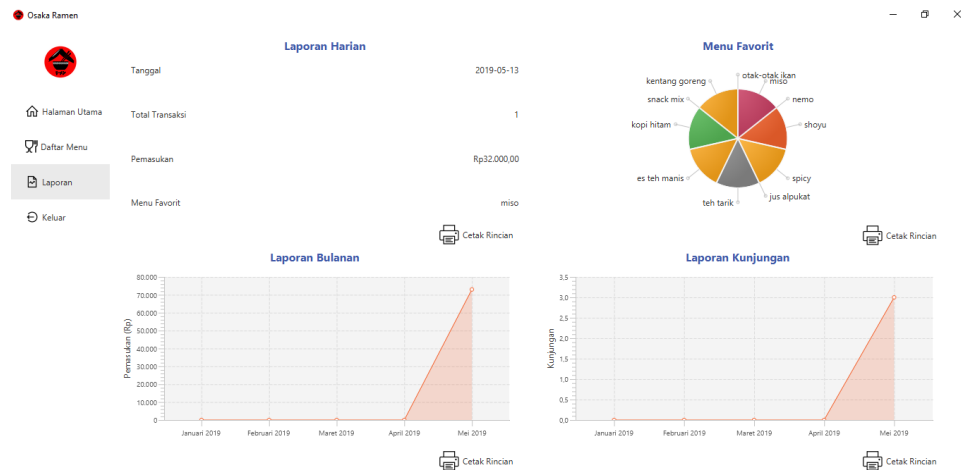 Osaka Ramen
Halaman Utama
Daftar Menu
Laporan
Keluar
Laporan Harian
Tanggal 2019-05-13
Total Transaksi 1
Pemasukan Rp32.000,00
Menu Favorit miso
Cetak Rincian
Menu Favorit
otak-otak ikan
miso
kentang goreng
snack mix
nemo
kopi hitam
shoyu
es teh manis
spicy
teh tarik
jus alpukat
Cetak Rincian
Laporan Bulanan
Pemasukan (Rp)
80.000
70.000
60.000
50.000
40.000
30.000
20.000
10.000
0
Januari 2019 Februari 2019 Maret 2019 April 2019 Mei 2019
Cetak Rincian
Laporan Kunjungan
Kunjungan
3,5
3,0
2,5
2,0
1,5
1,0
0,5
0,0
Januari 2019 Februari 2019 Maret 2019 April 2019 Mei 2019
Cetak Rincian